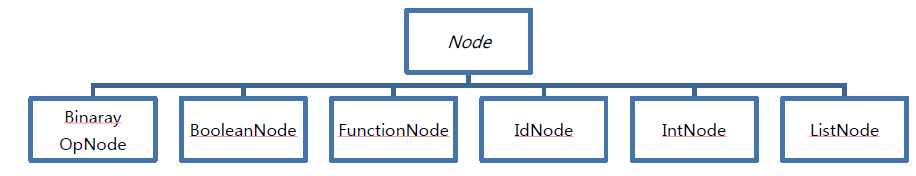 Node
Binaray
OpNode
BooleanNode
FunctionNode
IdNode
IntNode
ListNode